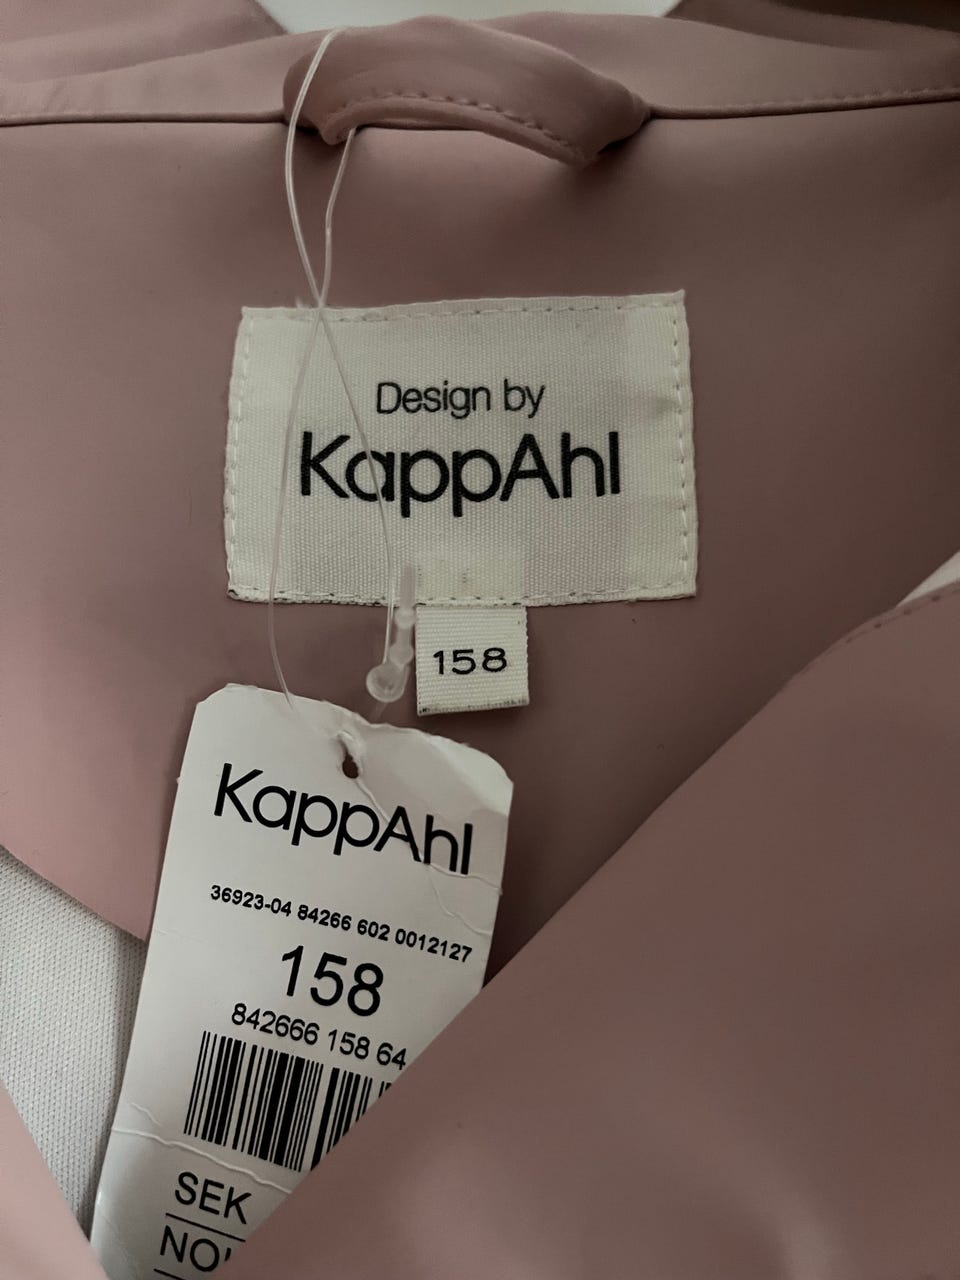 Design by
KappAhl
158
KappAhl
36923-04 84266 602 0012127
158
842666 158 64
SEK